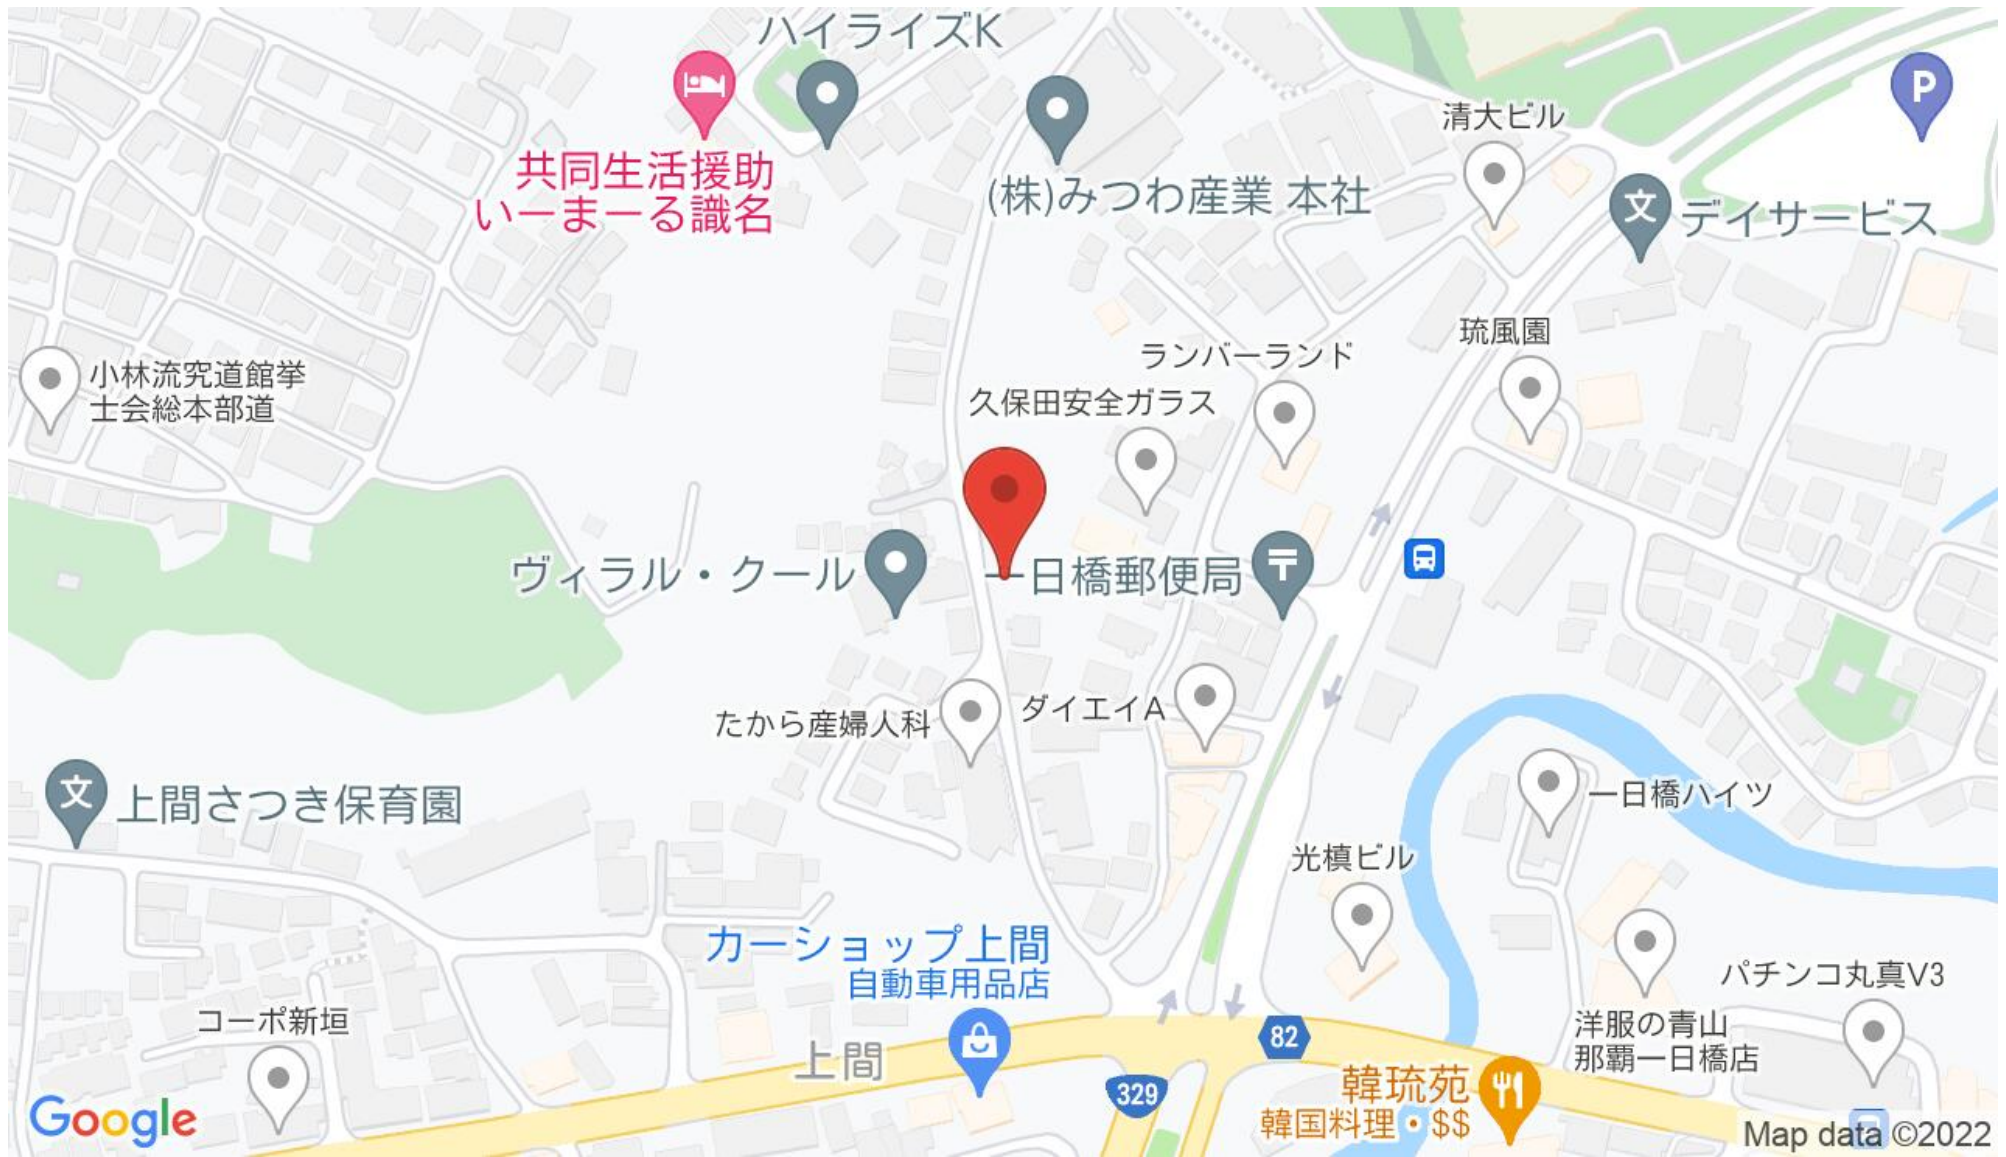 ハイライズK
共同生活援助
いーまーる識名
(株)みつわ産業 本社
清大ビル
P
文
デイサービス
琉風園
ランバーランド
久保田安全ガラス
小林流究道館挙
士会総本部道
ヴィラル・クール
一日橋郵便局
〒
たから産婦人科
ダイエイA
文
上間さつき保育園
一日橋ハイツ
光槙ビル
カーショップ上間
自動車用品店
パチンコ丸真V3
コーポ新垣
洋服の青山
那覇一日橋店
82
上間
329
韓琉苑
韓国料理・$$
Google
Map data ©2022